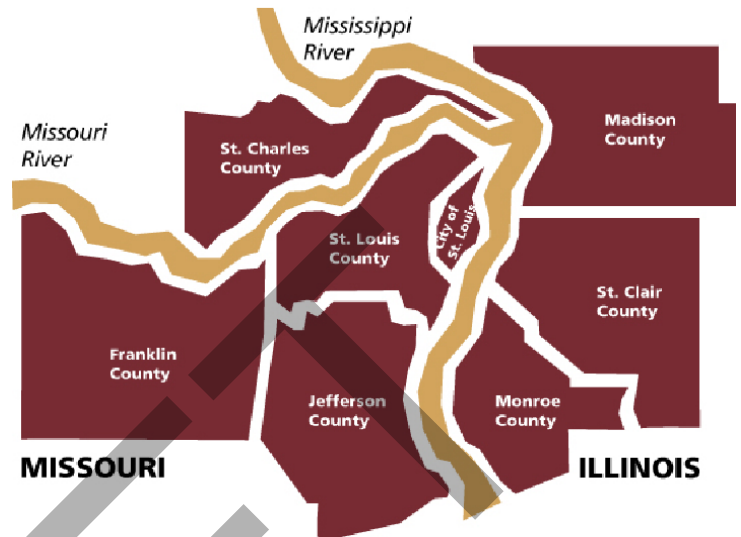 Mississippi
River
Missouri
River
St. Charles
County
Madison
County
City of
St. Louis
St. Louis
County
St. Clair
County
Franklin
County
Jefferson
County
Monroe
County
MISSOURI
ILLINOIS